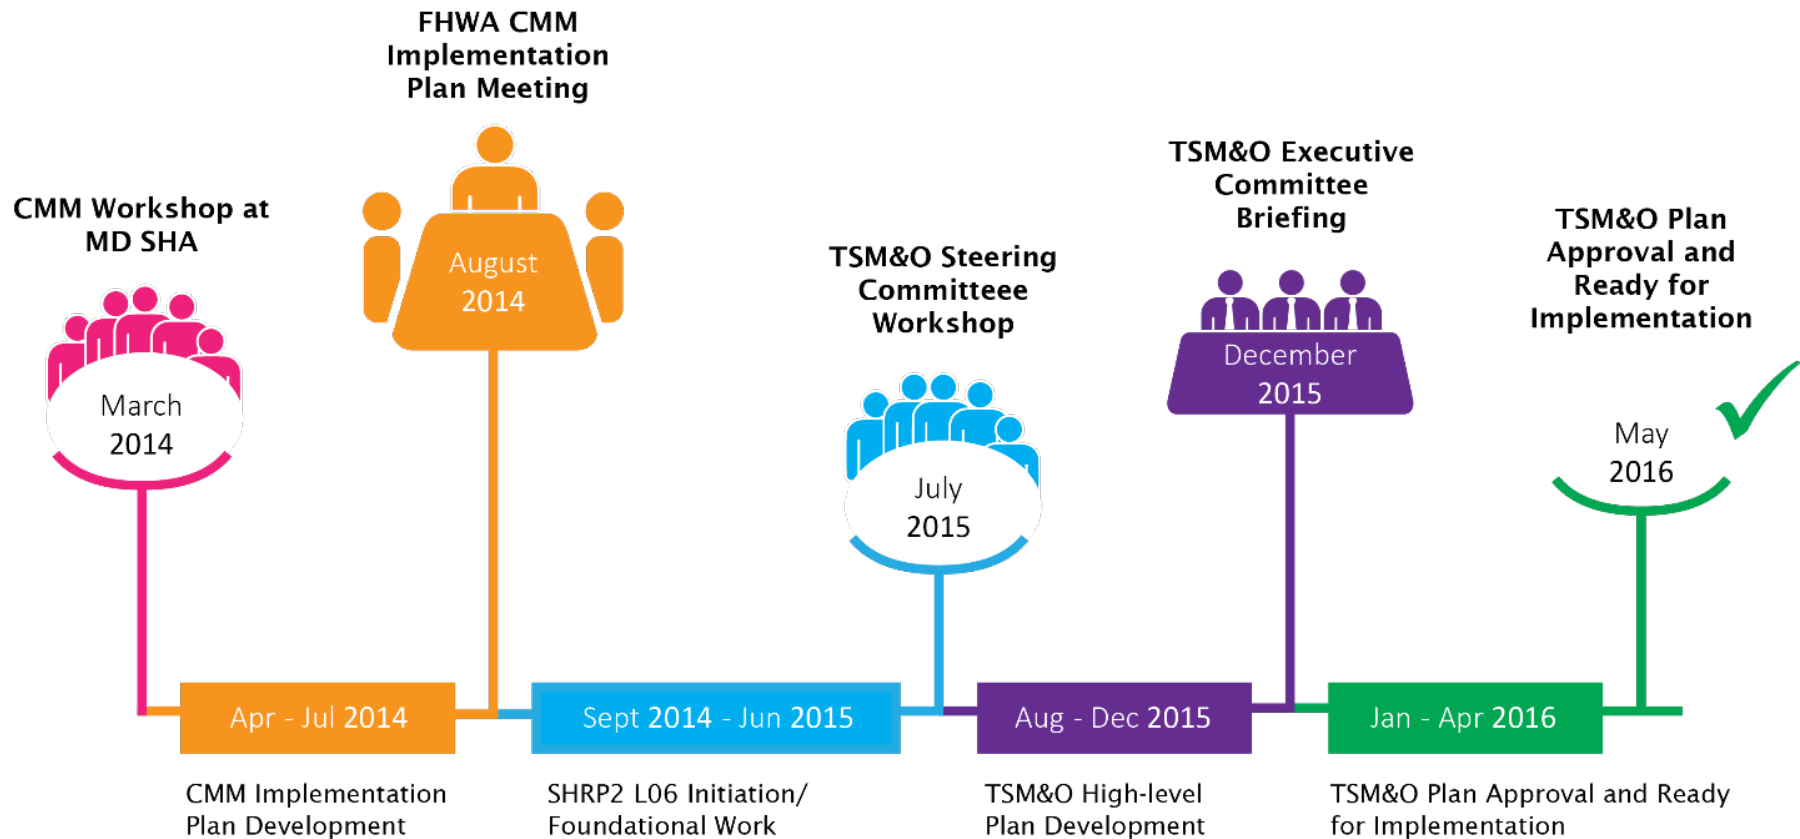 FHWA CMM
Implementation
Plan Meeting
CMM Workshop at
MD SHA
TSM&O Steering
Committeee
Workshop
TSM&O Executive
Committee
Briefing
TSM&O Plan
Approval and
Ready for
Implementation
March
2014
August
2014
July
2015
December
2015
May
2016
Apr - Jul 2014
Sept 2014 - Jun 2015
Aug - Dec 2015
Jan - Apr 2016
CMM Implementation
Plan Development
SHRP2 L06 Initiation/
Foundational Work
TSM&O High-level
Plan Development
TSM&O Plan Approval and Ready
for Implementation